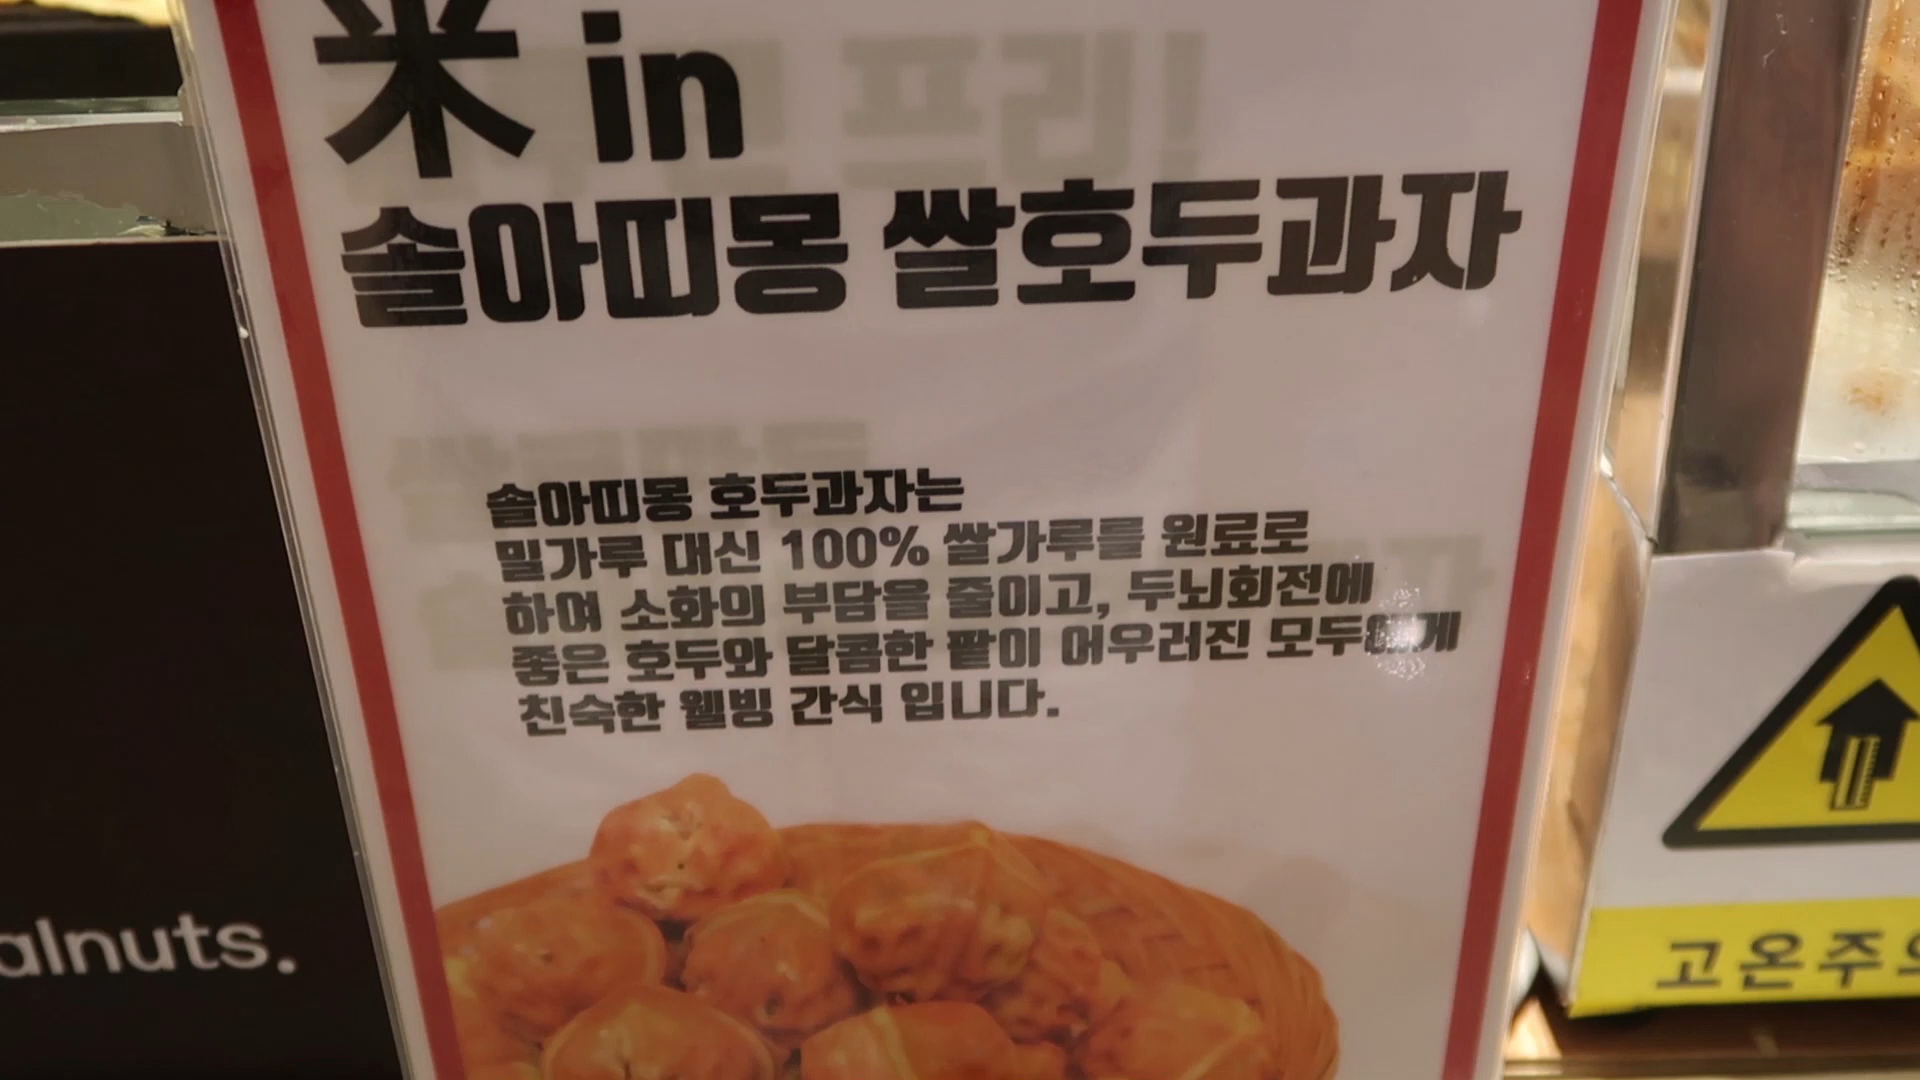 米 in
프리!
솔아띠몽 쌀호두과자
솔아띠몽 호두과자는
밀가루 대신 100% 쌀가루를 원료로
하여 소화의 부담을 줄이고, 두뇌회전에
좋은 호두와 달콤한 팥이 어우러진 모두에게
친숙한 웰빙 간식 입니다.
alnuts.
고온주의